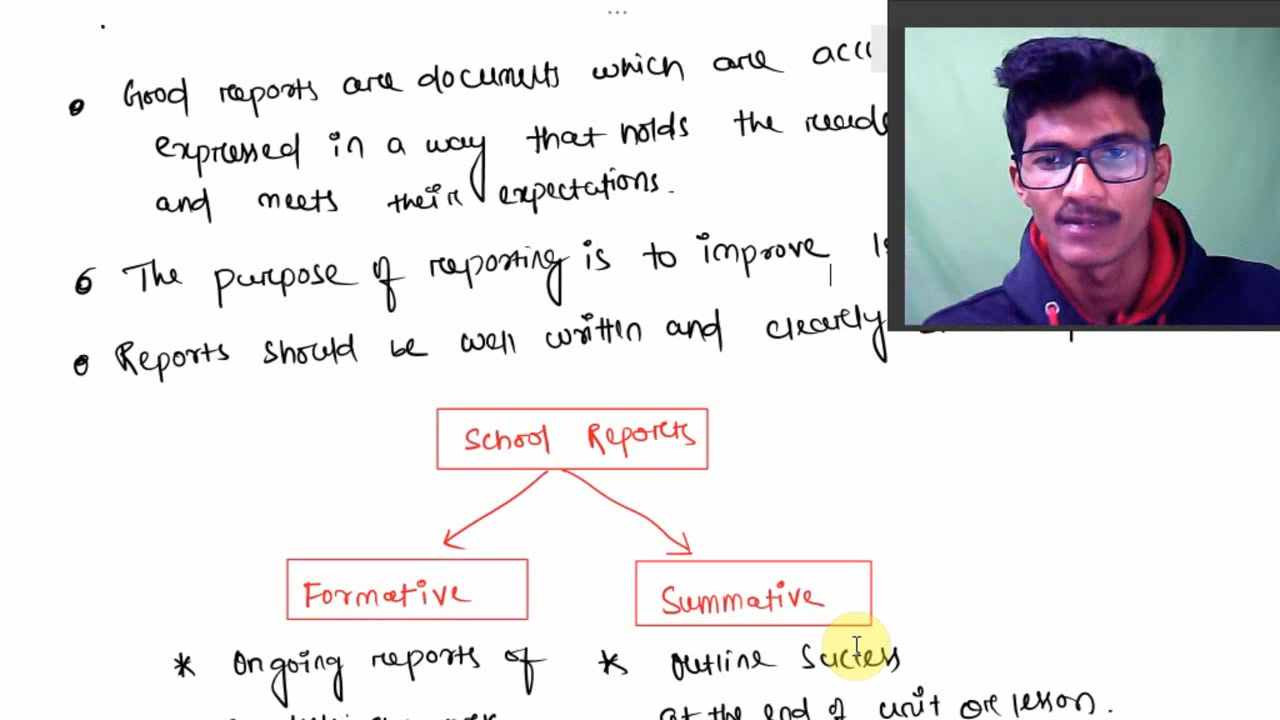 Good reports are documents which are
expressed in a way that holds the
and meets their expectations.
The purpose of reporting is to improve,
Reports should be well written and clearly
School Reports
Formative
Summative
* Ongoing reports of
* Outline Success
at the end of unit or lesson.